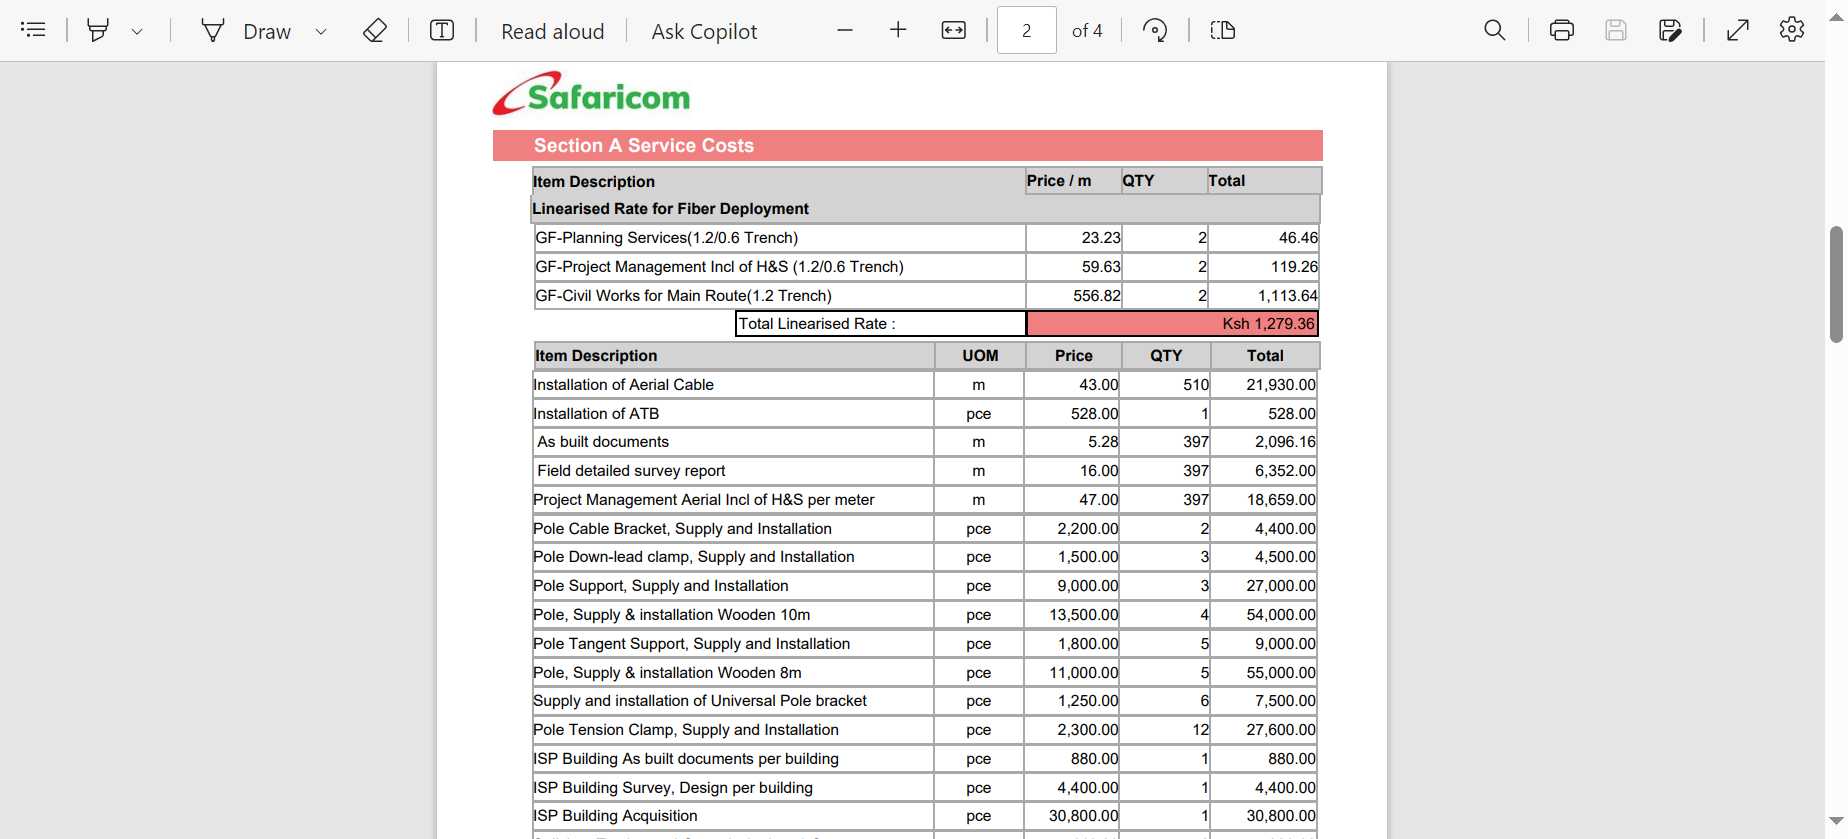 Draw Read aloud Ask Copilot 2 of 4
Safaricom
Section A Service Costs
Item Description Price / m QTY Total
Linearised Rate for Fiber Deployment
GF-Planning Services(1.2/0.6 Trench) 23.23 2 46.46
GF-Project Management Incl of H&S (1.2/0.6 Trench) 59.63 2 119.26
GF-Civil Works for Main Route(1.2 Trench) 556.82 2 1,113.64
Total Linearised Rate : Ksh 1,279.36
Item Description UOM Price QTY Total
Installation of Aerial Cable m 43.00 510 21,930.00
Installation of ATB pce 528.00 1 528.00
As built documents m 5.28 397 2,096.16
Field detailed survey report m 16.00 397 6,352.00
Project Management Aerial Incl of H&S per meter m 47.00 397 18,659.00
Pole Cable Bracket, Supply and Installation pce 2,200.00 2 4,400.00
Pole Down-lead clamp, Supply and Installation pce 1,500.00 3 4,500.00
Pole Support, Supply and Installation pce 9,000.00 3 27,000.00
Pole, Supply & installation Wooden 10m pce 13,500.00 4 54,000.00
Pole Tangent Support, Supply and Installation pce 1,800.00 5 9,000.00
Pole, Supply & installation Wooden 8m pce 11,000.00 5 55,000.00
Supply and installation of Universal Pole bracket pce 1,250.00 6 7,500.00
Pole Tension Clamp, Supply and Installation pce 2,300.00 12 27,600.00
ISP Building As built documents per building pce 880.00 1 880.00
ISP Building Survey, Design per building pce 4,400.00 1 4,400.00
ISP Building Acquisition pce 30,800.00 1 30,800.00